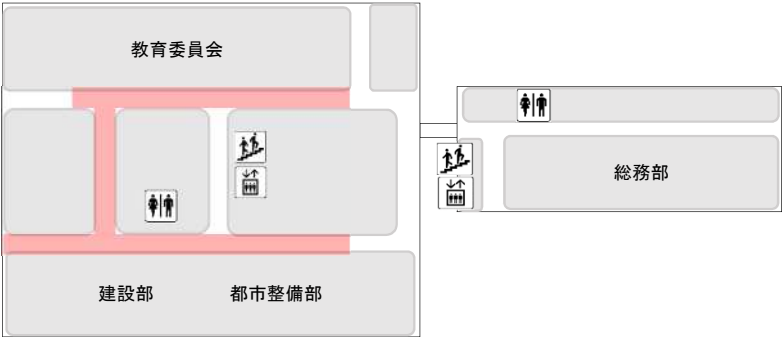 教育委員会
総務部
建設部 都市整備部